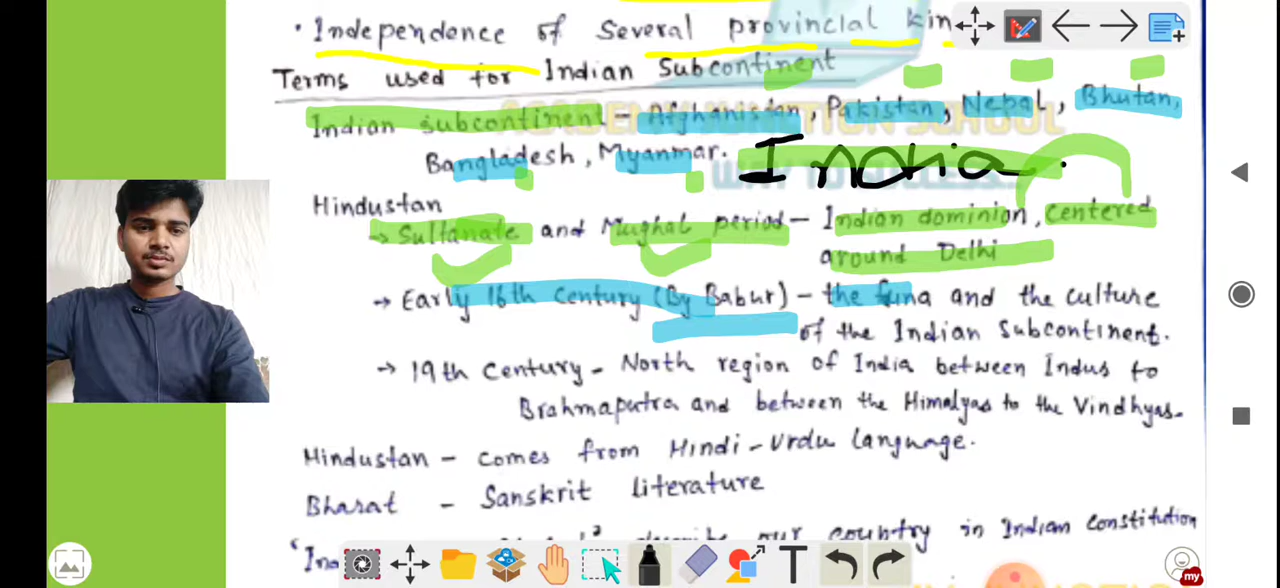 • Independence of Several provincial kin
Terms used for Indian Subcontinent
Indian subcontinent – Afghanistan, Pakistan, Nepal, Bhutan,
Bangladesh, Myanmar. India.
Hindustan
→ Sultanate and Mughal period – Indian dominion, centered
around Delhi
→ Early 16th Century (By Babur) – the funa and the culture
of the Indian Subcontinent.
→ 19th Century – North region of India between Indus to
Brahmaputra and between the Himalyas to the Vindhyas.
Hindustan – comes from Hindi-Urdu language.
Bharat – Sanskrit literature
our country in Indian constitution
T
my